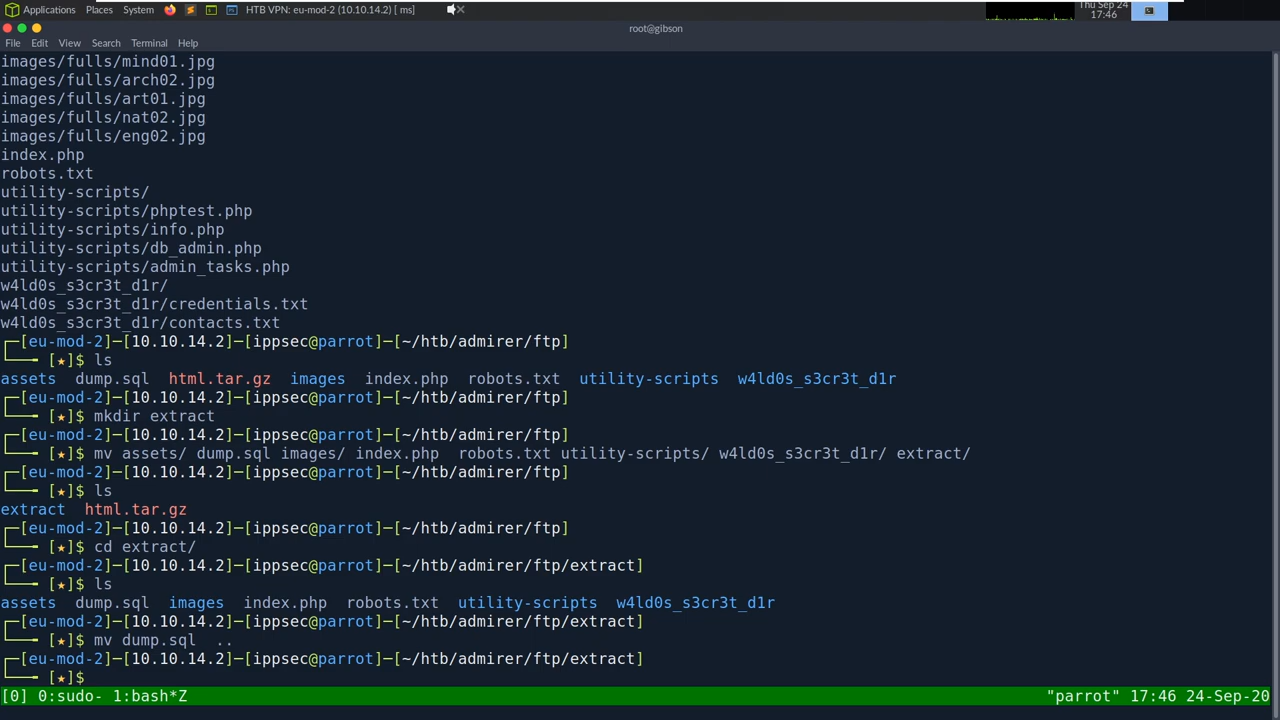 Applications Places System HTB VPN: eu-mod-2 (10.10.14.2) [ ms] Thu Sep 24
17:46
root@gibson
File Edit View Search Terminal Help
images/fulls/mind01.jpg
images/fulls/arch02.jpg
images/fulls/art01.jpg
images/fulls/nat02.jpg
images/fulls/eng02.jpg
index.php
robots.txt
utility-scripts/
utility-scripts/phptest.php
utility-scripts/info.php
utility-scripts/db_admin.php
utility-scripts/admin_tasks.php
w4ld0s_s3cr3t_d1r/
w4ld0s_s3cr3t_d1r/credentials.txt
w4ld0s_s3cr3t_d1r/contacts.txt
┌─[eu-mod-2]─[10.10.14.2]─[ippsec@parrot]─[~/htb/admirer/ftp]
└──╼ [★]$ ls
assets dump.sql html.tar.gz images index.php robots.txt utility-scripts w4ld0s_s3cr3t_d1r
┌─[eu-mod-2]─[10.10.14.2]─[ippsec@parrot]─[~/htb/admirer/ftp]
└──╼ [★]$ mkdir extract
┌─[eu-mod-2]─[10.10.14.2]─[ippsec@parrot]─[~/htb/admirer/ftp]
└──╼ [★]$ mv assets/ dump.sql images/ index.php robots.txt utility-scripts/ w4ld0s_s3cr3t_d1r/ extract/
┌─[eu-mod-2]─[10.10.14.2]─[ippsec@parrot]─[~/htb/admirer/ftp]
└──╼ [★]$ ls
extract html.tar.gz
┌─[eu-mod-2]─[10.10.14.2]─[ippsec@parrot]─[~/htb/admirer/ftp]
└──╼ [★]$ cd extract/
┌─[eu-mod-2]─[10.10.14.2]─[ippsec@parrot]─[~/htb/admirer/ftp/extract]
└──╼ [★]$ ls
assets dump.sql images index.php robots.txt utility-scripts w4ld0s_s3cr3t_d1r
┌─[eu-mod-2]─[10.10.14.2]─[ippsec@parrot]─[~/htb/admirer/ftp/extract]
└──╼ [★]$ mv dump.sql ..
┌─[eu-mod-2]─[10.10.14.2]─[ippsec@parrot]─[~/htb/admirer/ftp/extract]
└──╼ [★]$
[0] 0:sudo- 1:bash*Z "parrot" 17:46 24-Sep-20